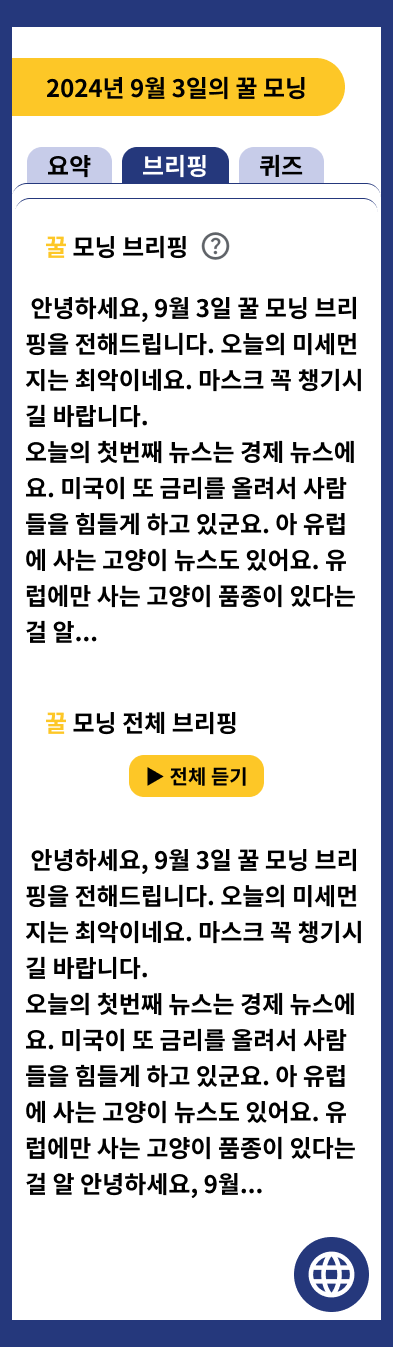 2024년 9월 3일의 꿀 모닝
요약 브리핑 퀴즈
꿀 모닝 브리핑 ?
안녕하세요, 9월 3일 꿀 모닝 브리
핑을 전해드립니다. 오늘의 미세먼
지는 최악이네요. 마스크 꼭 챙기시
길 바랍니다.
오늘의 첫번째 뉴스는 경제 뉴스에
요. 미국이 또 금리를 올려서 사람
들을 힘들게 하고 있군요. 아 유럽
에 사는 고양이 뉴스도 있어요. 유
럽에만 사는 고양이 품종이 있다는
걸 알...
꿀 모닝 전체 브리핑
▶ 전체 듣기
안녕하세요, 9월 3일 꿀 모닝 브리
핑을 전해드립니다. 오늘의 미세먼
지는 최악이네요. 마스크 꼭 챙기시
길 바랍니다.
오늘의 첫번째 뉴스는 경제 뉴스에
요. 미국이 또 금리를 올려서 사람
들을 힘들게 하고 있군요. 아 유럽
에 사는 고양이 뉴스도 있어요. 유
럽에만 사는 고양이 품종이 있다는
걸 알 안녕하세요, 9월...